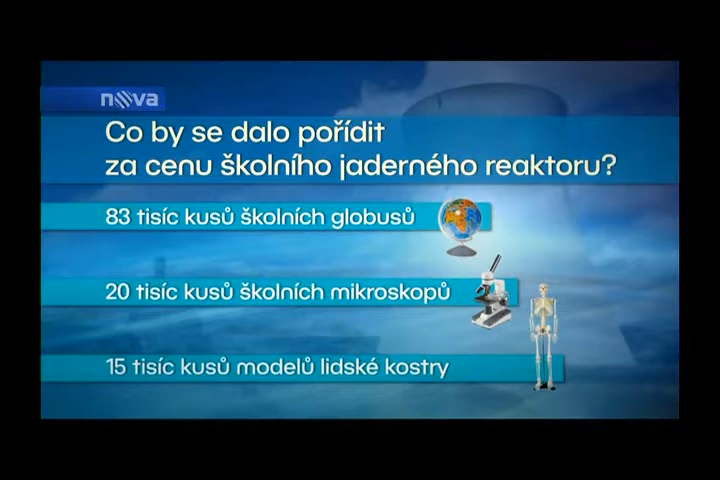 nova
Co by se dalo pořídit
za cenu školního jaderného reaktoru?
83 tisíc kusů školních globusů
20 tisíc kusů školních mikroskopů
15 tisíc kusů modelů lidské kostry